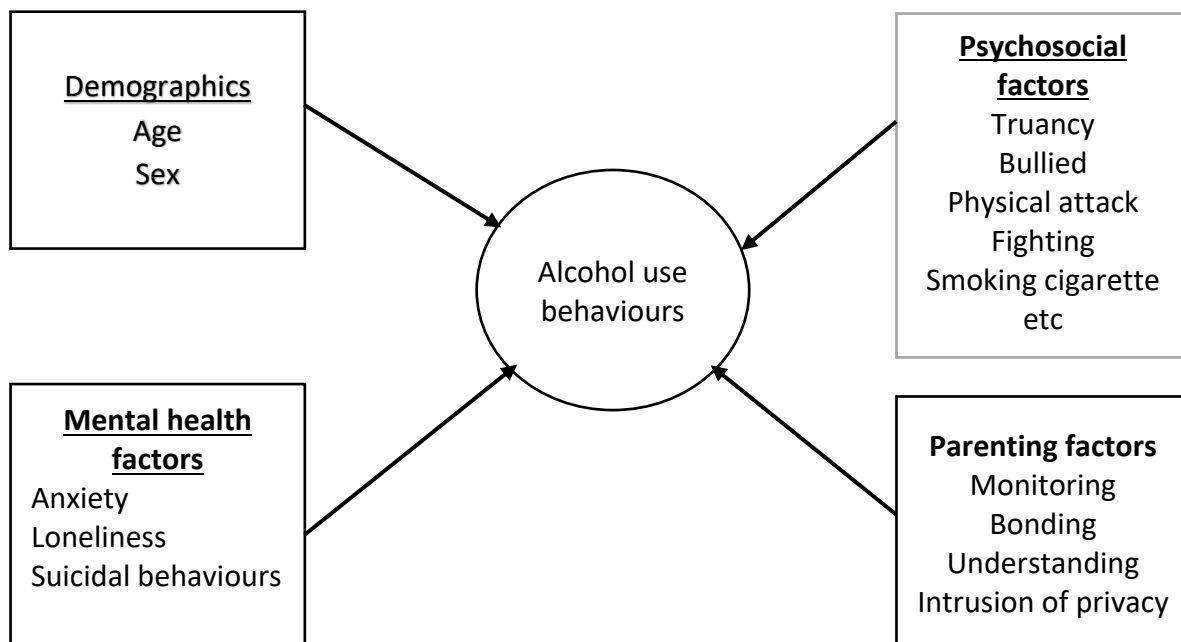 Demographics
Age
Sex
Psychosocial
factors
Truancy
Bullied
Physical attack
Fighting
Smoking cigarette
etc
Alcohol use
behaviours
Mental health
factors
Anxiety
Loneliness
Suicidal behaviours
Parenting factors
Monitoring
Bonding
Understanding
Intrusion of privacy